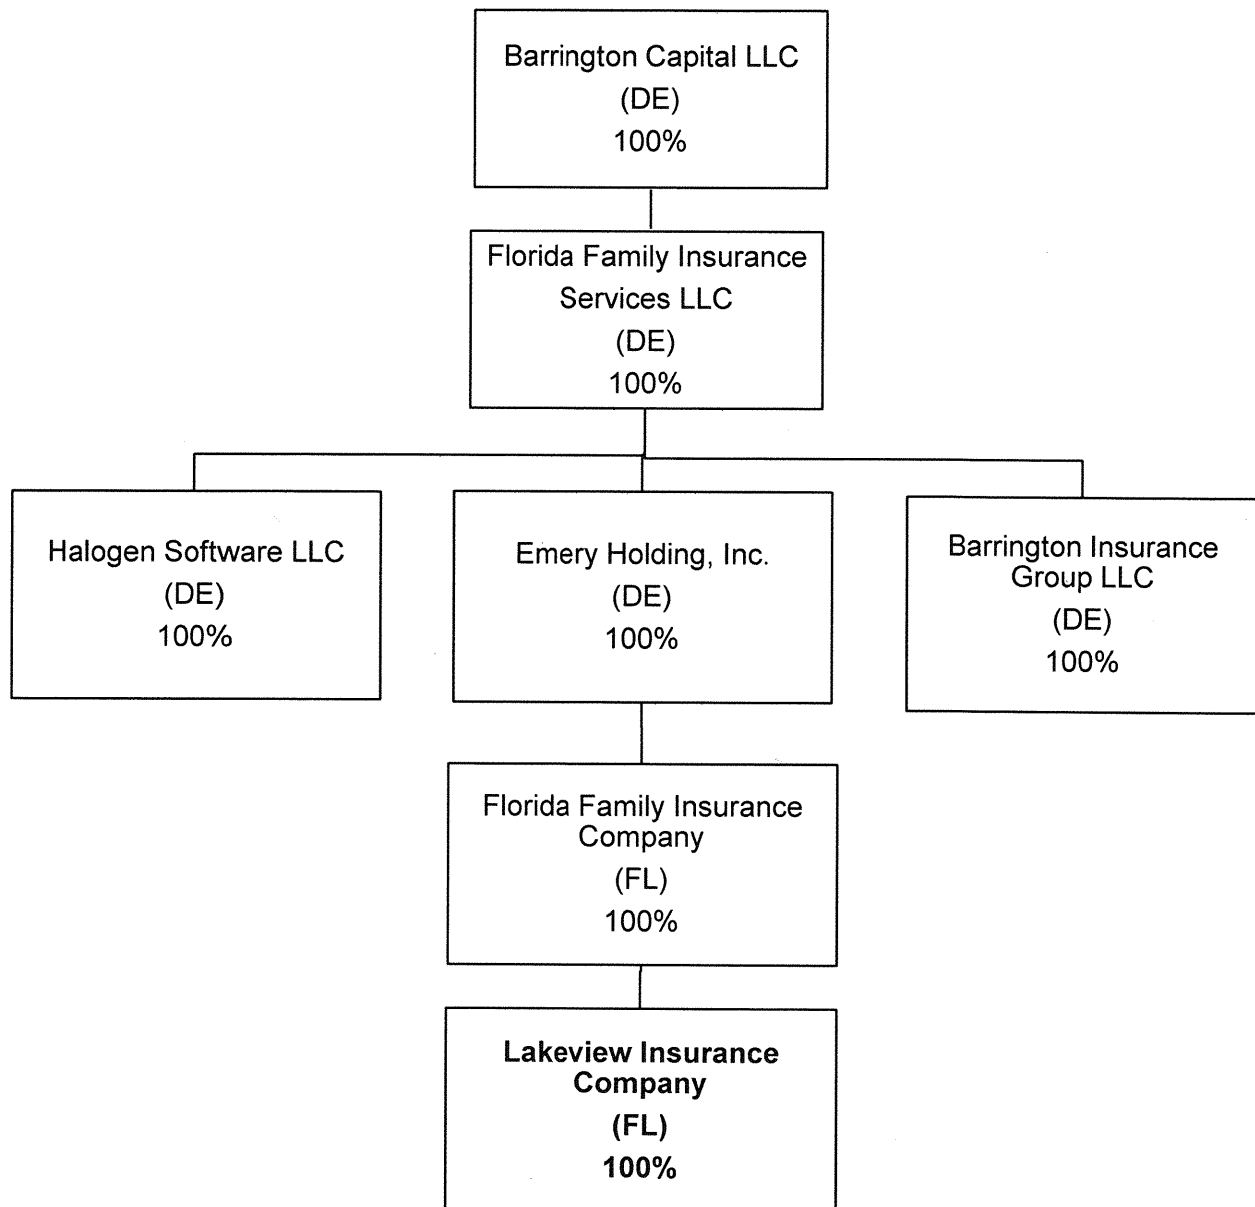 Barrington Capital LLC
(DE)
100%
Florida Family Insurance
Services LLC
(DE)
100%
Halogen Software LLC
(DE)
100%
Emery Holding, Inc.
(DE)
100%
Barrington Insurance
Group LLC
(DE)
100%
Florida Family Insurance
Company
(FL)
100%
Lakeview Insurance
Company
(FL)
100%